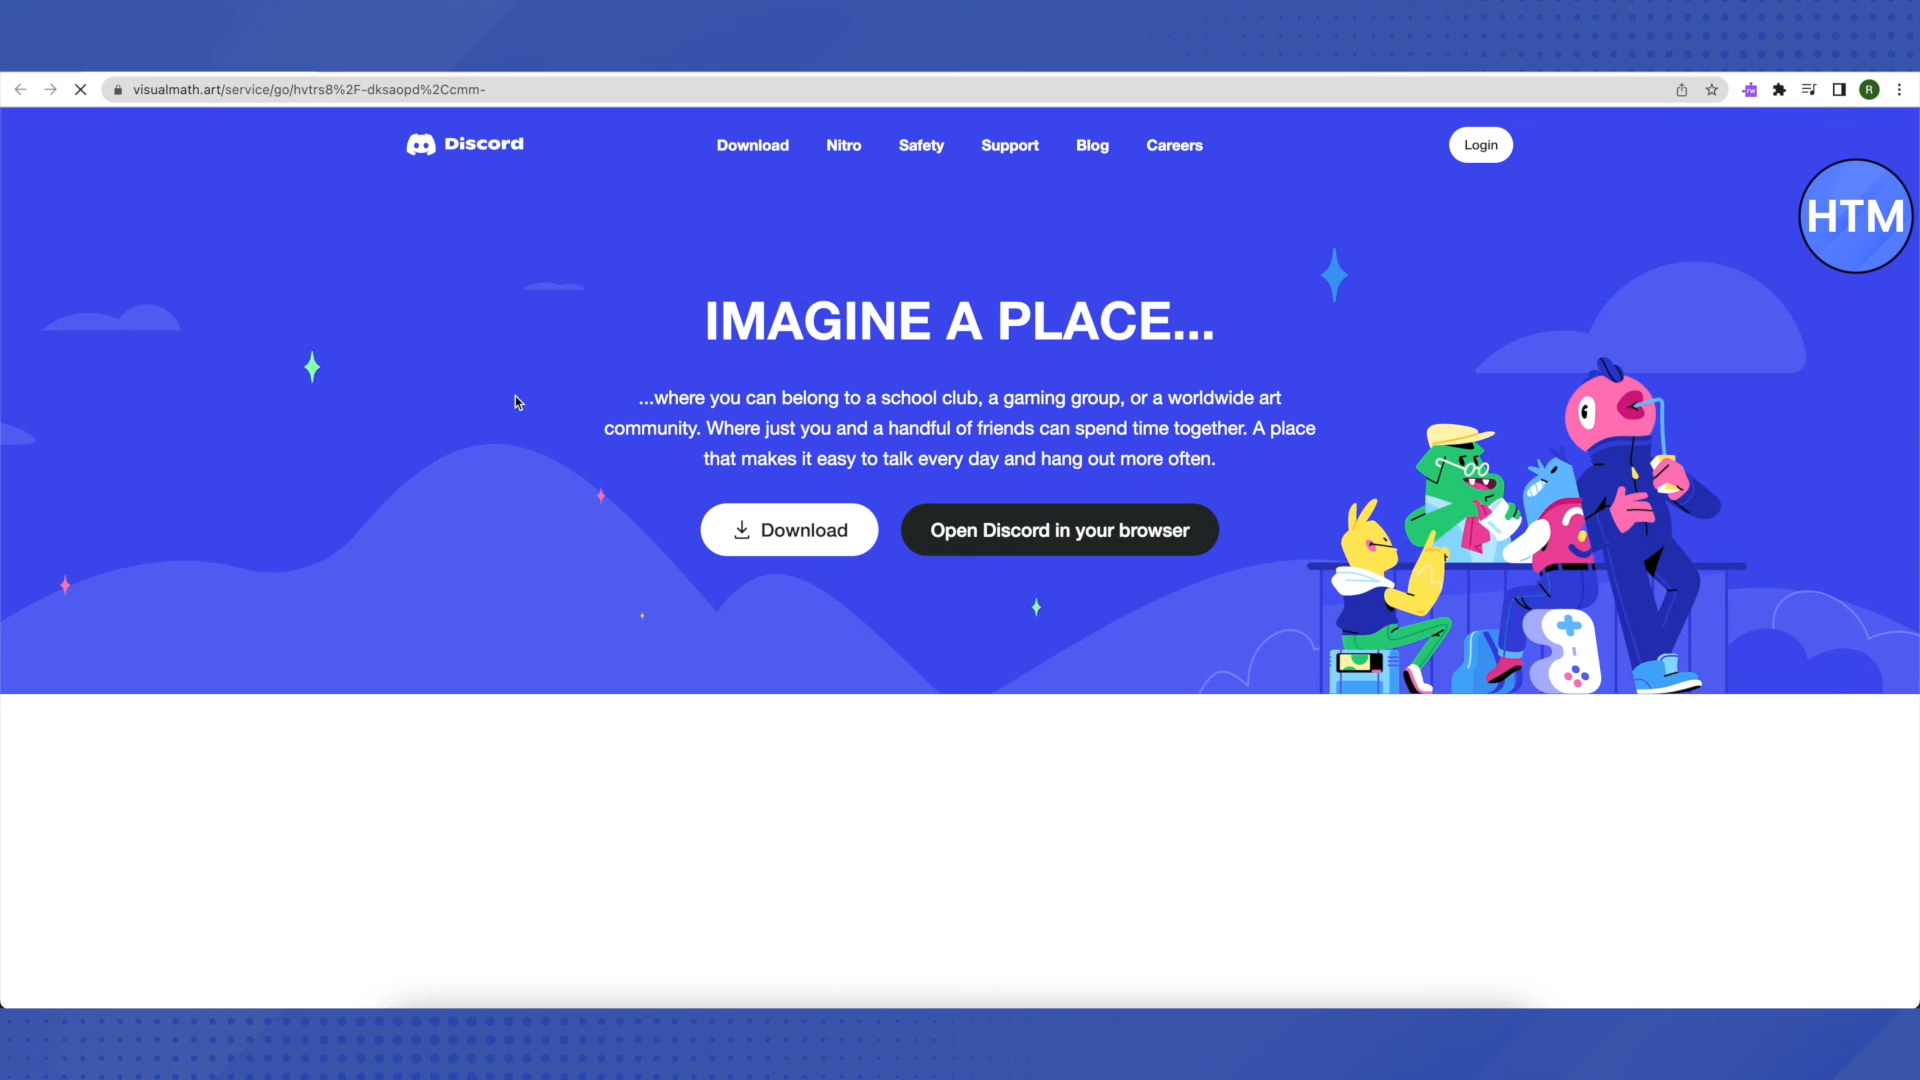 visualmath.art/service/go/hvtrs8%2F-dksaopd%2Ccmm-
rw
R
Discord
Download
Nitro
Safety
Support
Blog
Careers
Login
HTM
IMAGINE A PLACE...
...where you can belong to a school club, a gaming group, or a worldwide art
community. Where just you and a handful of friends can spend time together. A place
that makes it easy to talk every day and hang out more often.
Download
Open Discord in your browser